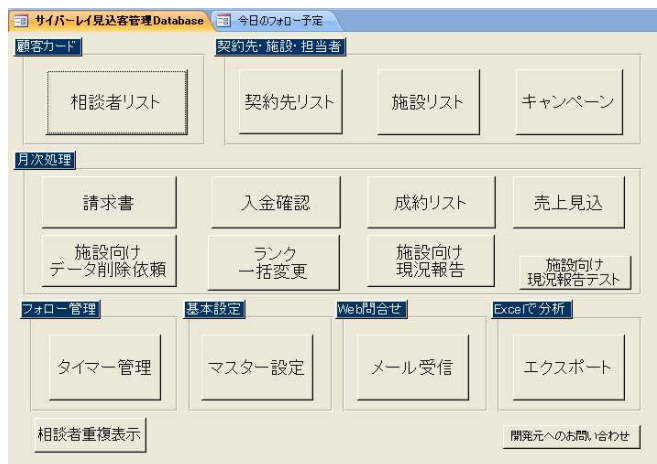 サイバーレイ見込客管理Database
今日のフォロー予定
顧客カード
契約先・施設・担当者
相談者リスト
契約先リスト
施設リスト
キャンペーン
月次処理
請求書
入金確認
成約リスト
売上見込
施設向け
データ削除依頼
ランク
一括変更
施設向け
現況報告
施設向け
現況報告テスト
フォロー管理
基本設定
Web問合せ
Excelで分析
タイマー管理
マスター設定
メール受信
エクスポート
相談者重複表示
開発元へのお問い合わせ